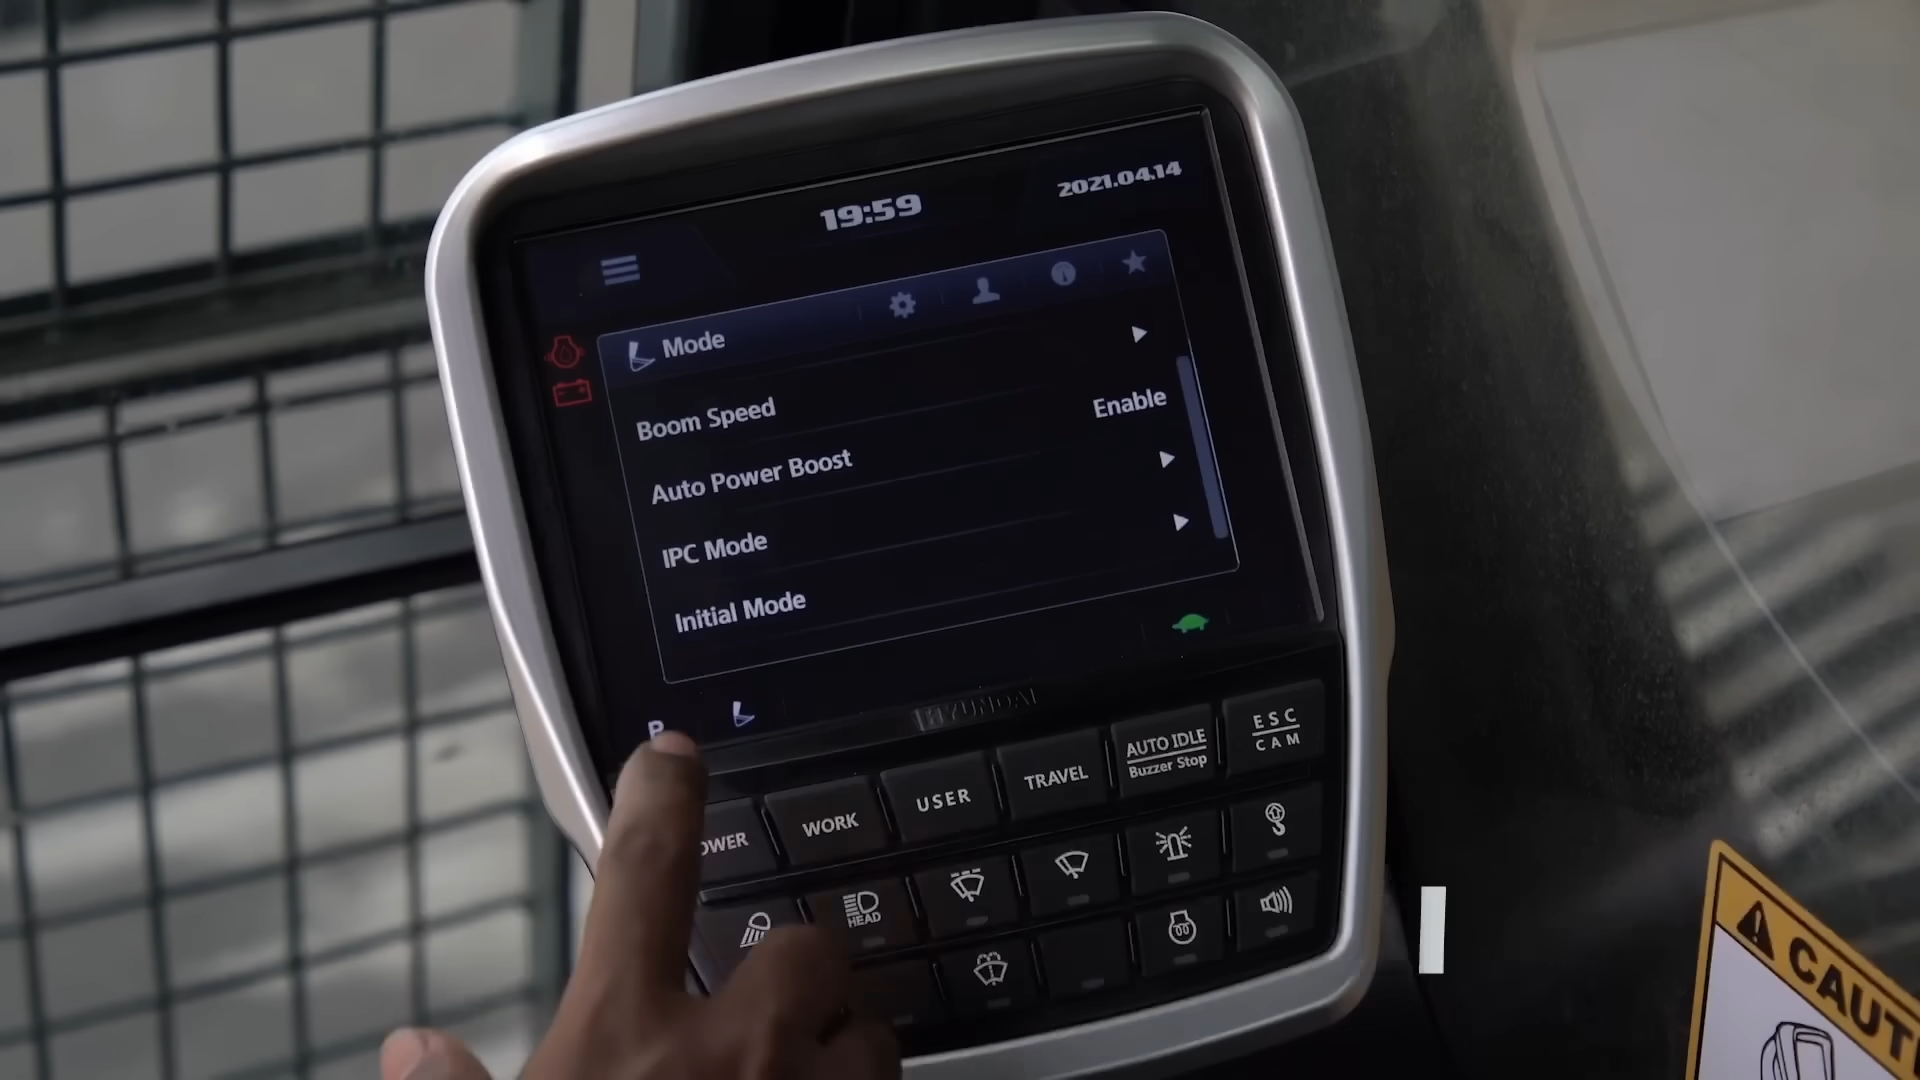 19:59
2021.04.14
Mode
Boom Speed
Enable
Auto Power Boost
IPC Mode
Initial Mode
P
HYUNDAI
OWER
WORK
USER
TRAVEL
AUTO IDLE
Buzzer Stop
ESC
CAM
HEAD
CAUT